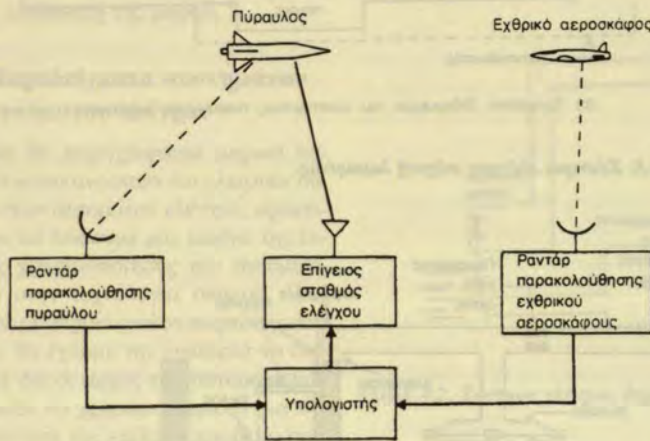 Πύραυλος
Εχθρικό αεροσκάφος
Ραντάρ
παρακολούθησης
πυραύλου
Επίγειος
σταθμός
ελέγχου
Ραντάρ
παρακολούθησης
εχθρικού
αεροσκάφους
Υπολογιστής